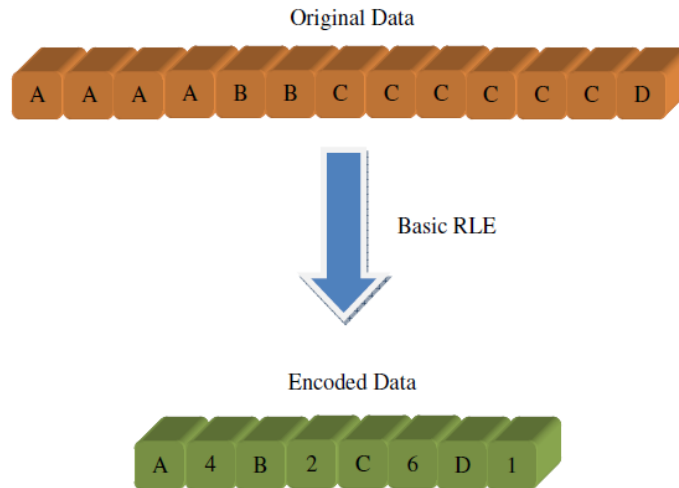 Original Data
A A A A B B C C C C C C D
Basic RLE
Encoded Data
A 4 B 2 C 6 D 1